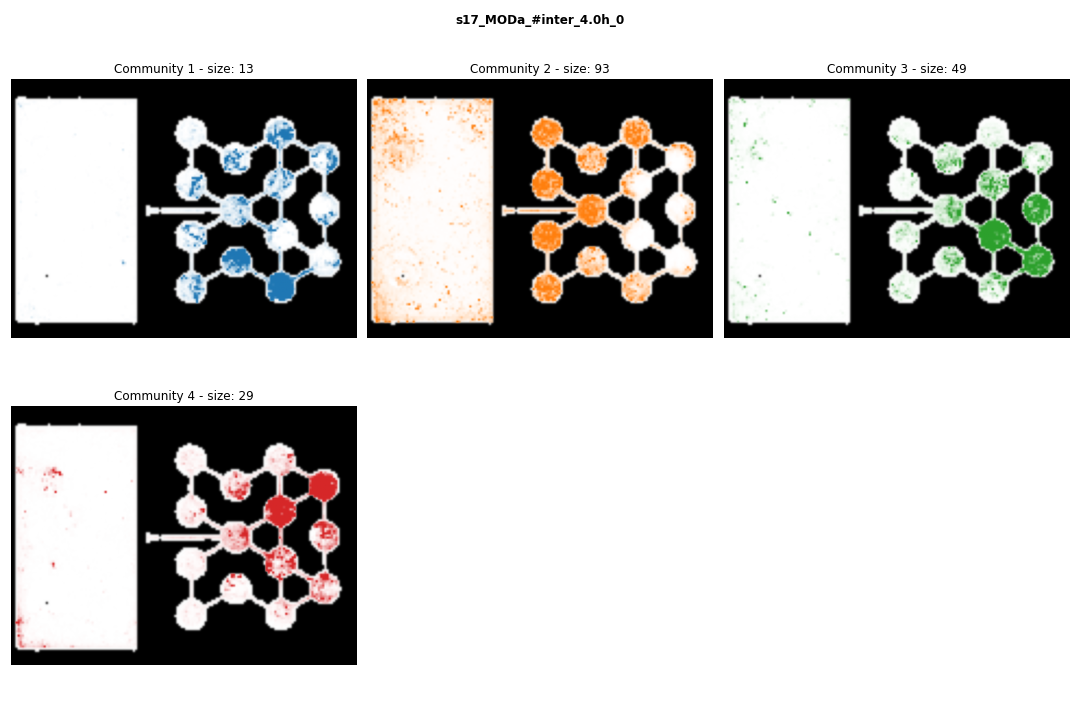 s17_MODa_#inter_4.0h_0
Community 1 - size: 13
Community 2 - size: 93
Community 3 - size: 49
Community 4 - size: 29